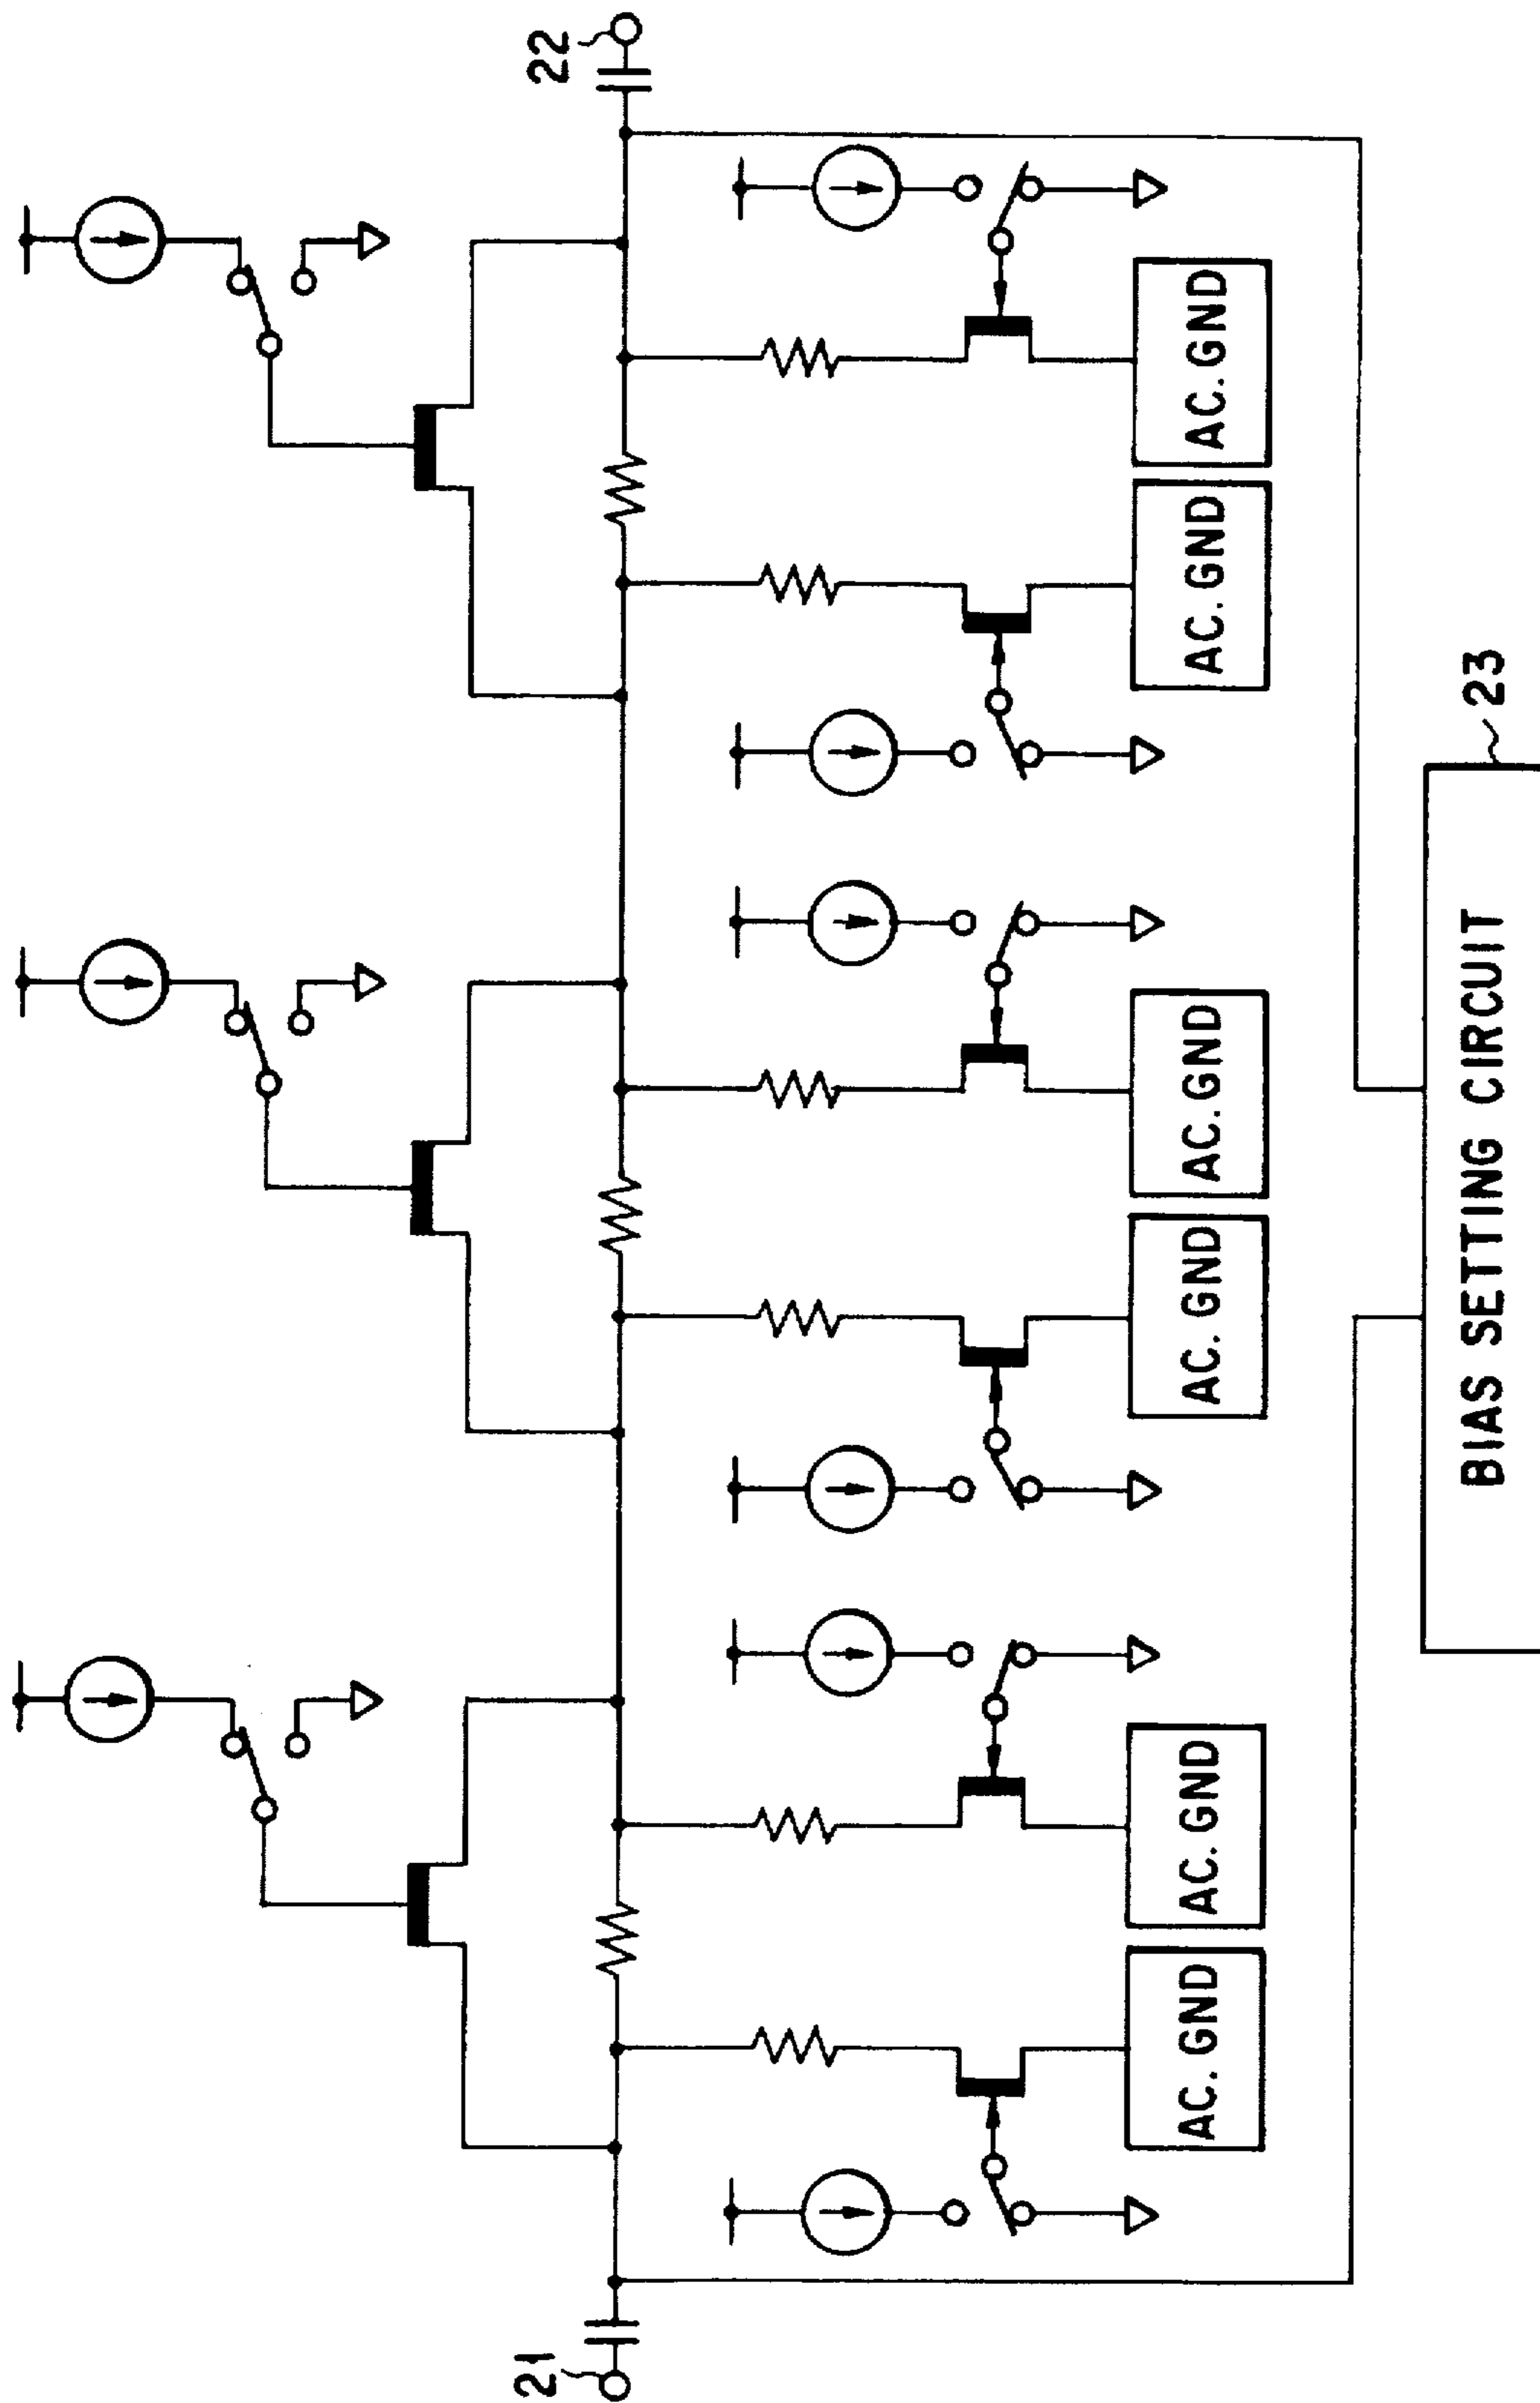 21
22
AC.GND
AC.GND
AC.GND
AC.GND
AC.GND
AC.GND
BIAS SETTING CIRCUIT
23